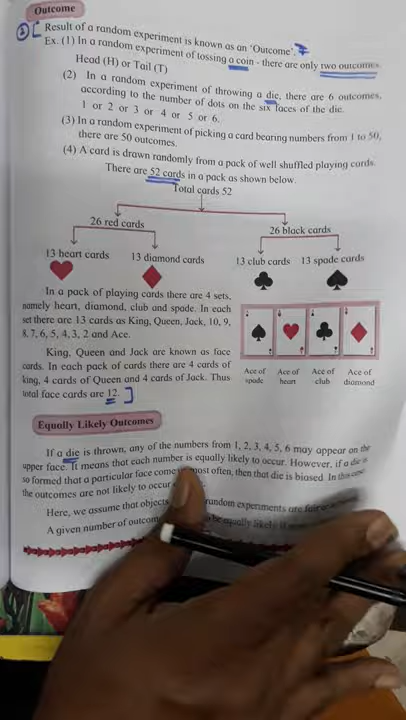 Outcome
Result of a random experiment is known as an 'Outcome'.
Ex. (1) In a random experiment of tossing a coin - there are only two outcomes.
Head (H) or Tail (T)
(2) In a random experiment of throwing a die, there are 6 outcomes,
according to the number of dots on the six faces of the die.
1 or 2 or 3 or 4 or 5 or 6.
(3) In a random experiment of picking a card bearing numbers from 1 to 50,
there are 50 outcomes.
(4) A card is drawn randomly from a pack of well shuffled playing cards.
There are 52 cards in a pack as shown below.
Total cards 52
26 red cards 26 black cards
13 heart cards 13 diamond cards 13 club cards 13 spade cards
In a pack of playing cards there are 4 sets,
namely heart, diamond, club and spade. In each
set there are 13 cards as King, Queen, Jack, 10, 9,
8, 7, 6, 5, 4, 3, 2 and Ace.
King, Queen and Jack are known as face
cards. In each pack of cards there are 4 cards of
king, 4 cards of Queen and 4 cards of Jack. Thus
total face cards are 12.
Ace of spade Ace of heart Ace of club Ace of diamond
Equally Likely Outcomes
If a die is thrown, any of the numbers from 1, 2, 3, 4, 5, 6 may appear on the
upper face. It means that each number is equally likely to occur. However, if a die is
so formed that a particular face come most often, then that die is biased. In this case
the outcomes are not likely to occur
Here, we assume that objects random experiments are fair
A given number of outcom be equally likely if